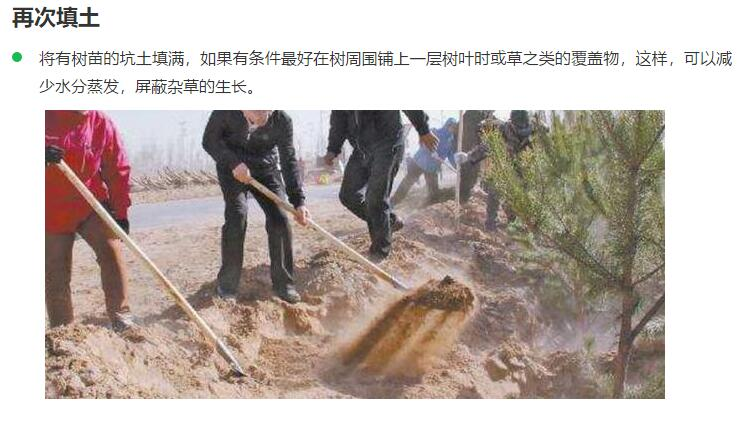 再次填土
将有树苗的坑土填满，如果有条件最好在树周围铺上一层树叶时或草之类的覆盖物，这样，可以减
少水分蒸发，屏蔽杂草的生长。